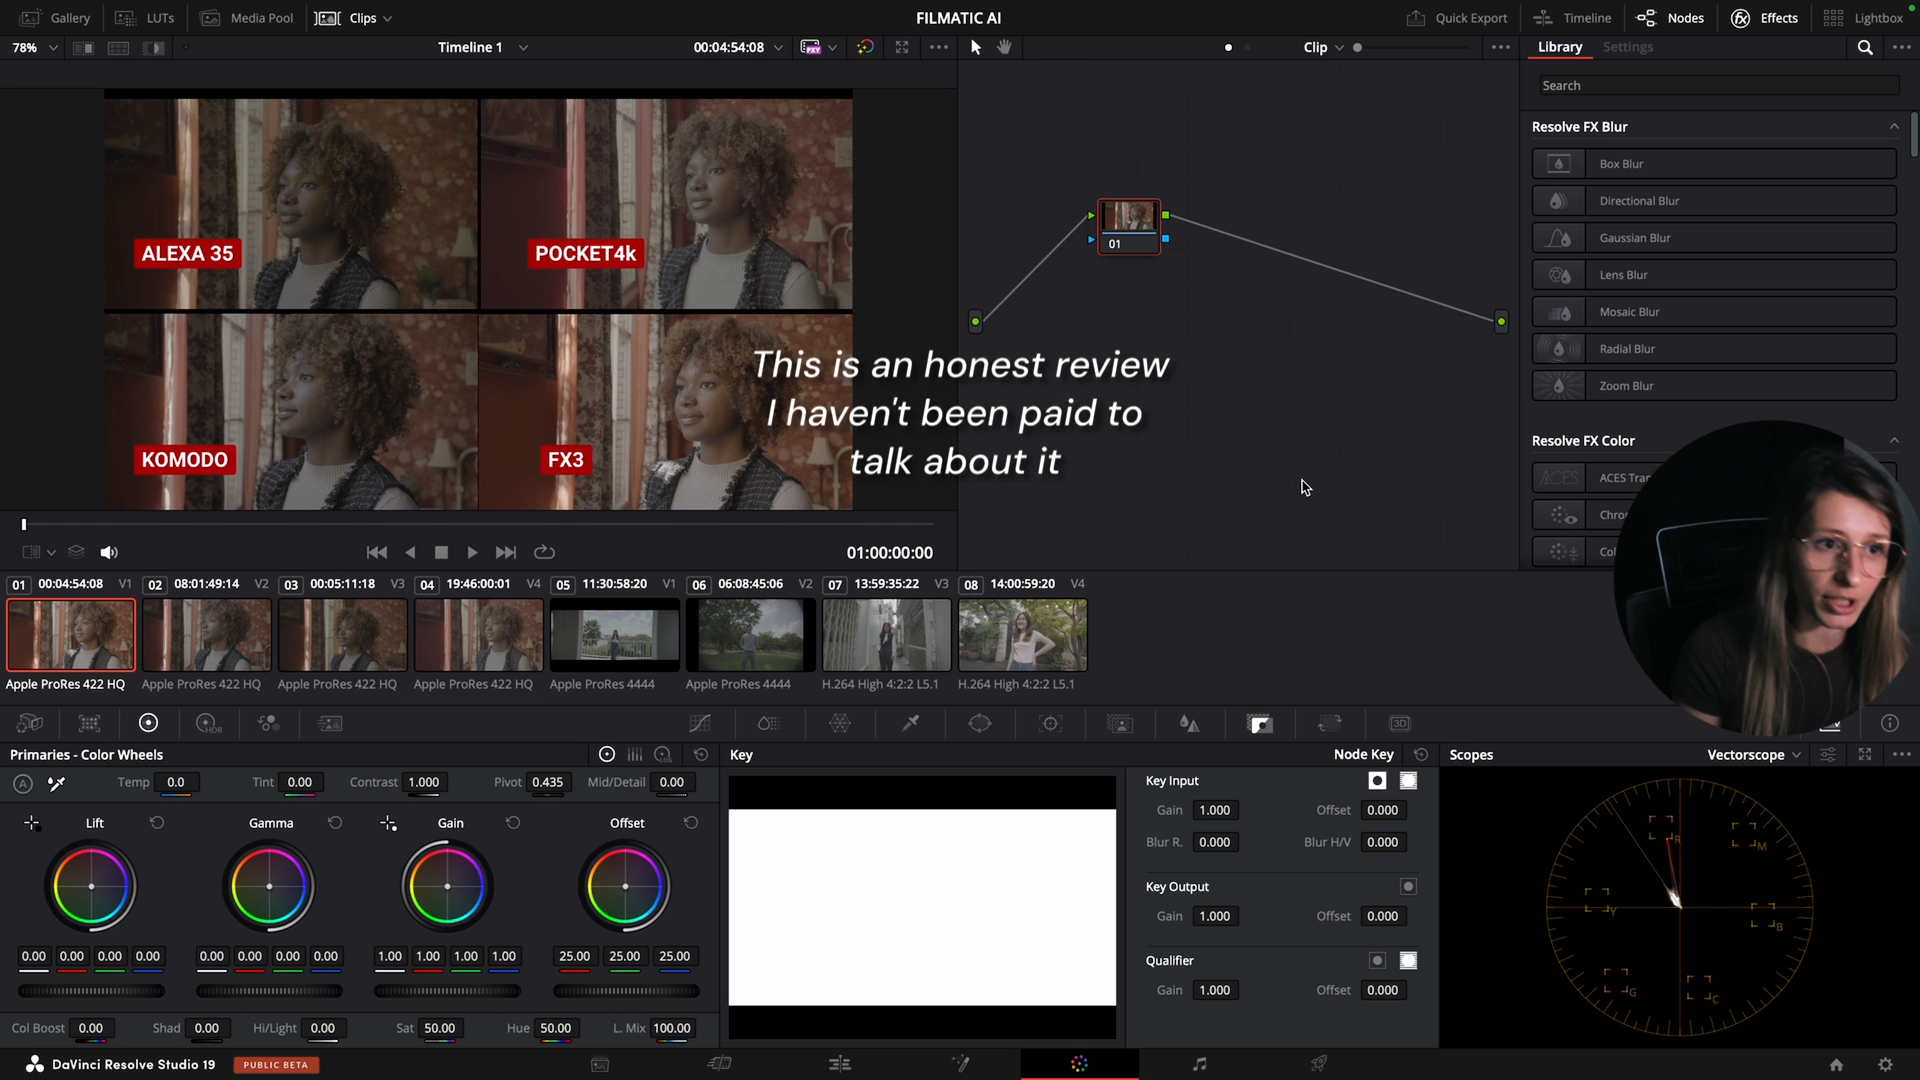 Gallery
LUTs
Media Pool
Clips
FILMATIC AI
Quick Export
Timeline
Nodes
Effects
Lightbox
78%
Timeline 1
00:04:54:08
PXY
Clip
Library
Settings
Search
Resolve FX Blur
Box Blur
Directional Blur
Gaussian Blur
Lens Blur
Mosaic Blur
Radial Blur
Zoom Blur
Resolve FX Color
ACES
ALEXA 35
POCKET4k
KOMODO
FX3
01
This is an honest review
I haven't been paid to
talk about it
01:00:00:00
01 00:04:54:08 V1
02 08:01:49:14 V2
03 00:05:11:18 V3
04 19:46:00:01 V4
05 11:30:58:20 V1
06 06:08:45:06 V2
07 13:59:35:22 V3
08 14:00:59:20 V4
Apple ProRes 422 HQ
Apple ProRes 422 HQ
Apple ProRes 422 HQ
Apple ProRes 422 HQ
Apple ProRes 4444
Apple ProRes 4444
H.264 High 4:2:2 L5.1
H.264 High 4:2:2 L5.1
HDR
3D
Primaries - Color Wheels
LOG
Key
Node Key
Scopes
Vectorscope
A
Temp 0.0
Tint 0.00
Contrast 1.000
Pivot 0.435
Mid/Detail 0.00
Lift
Gamma
Gain
Offset
0.00 0.00 0.00 0.00
0.00 0.00 0.00 0.00
1.00 1.00 1.00 1.00
25.00 25.00 25.00
Col Boost 0.00
Shad 0.00
Hi/Light 0.00
Sat 50.00
Hue 50.00
L. Mix 100.00
Key Input
Gain 1.000
Offset 0.000
Blur R. 0.000
Blur H/V 0.000
Key Output
Gain 1.000
Offset 0.000
Qualifier
Gain 1.000
Offset 0.000
R
M
Y
B
G
C
DaVinci Resolve Studio 19
PUBLIC BETA